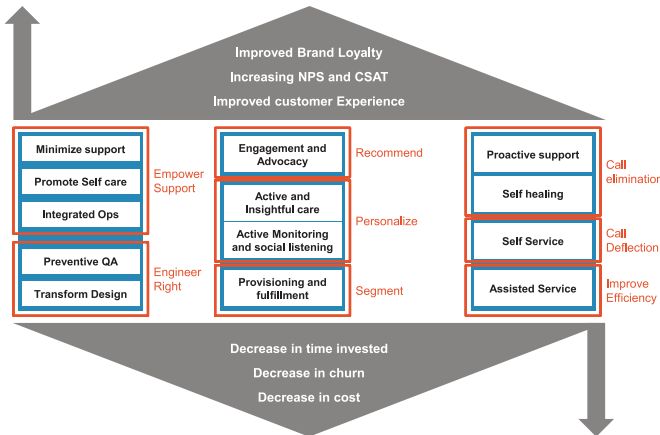 Improved Brand Loyalty
Increasing NPS and CSAT
Improved customer Experience
Minimize support
Promote Self care
Integrated Ops
Empower
Support
Preventive QA
Transform Design
Engineer
Right
Engagement and
Advocacy
Recommend
Active and
Insightful care
Active Monitoring
and social listening
Personalize
Provisioning and
fulfillment
Segment
Proactive support
Self healing
Call
elimination
Self Service
Call
Deflection
Assisted Service
Improve
Efficiency
Decrease in time invested
Decrease in churn
Decrease in cost